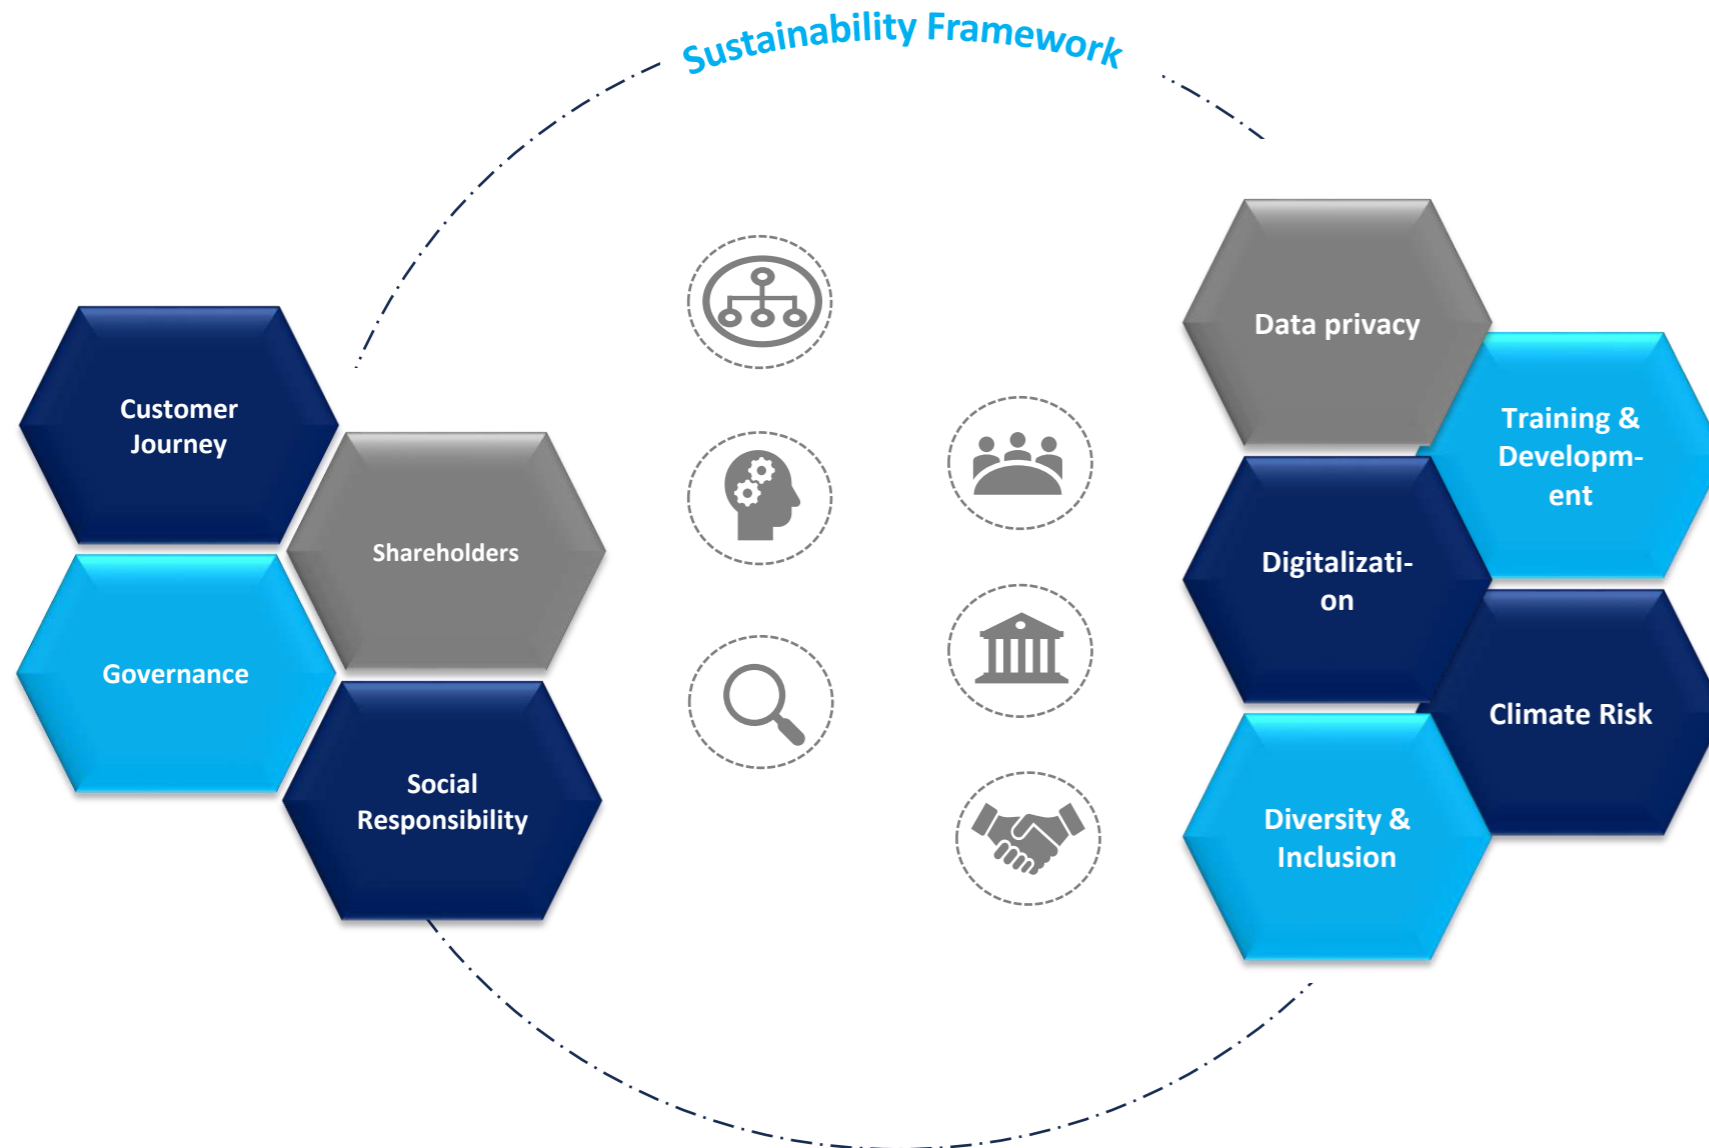 Sustainability Framework
Customer
Journey
Shareholders
Governance
Social
Responsibility
Data privacy
Training &
Developm-
ent
Digitalizati-
on
Climate Risk
Diversity &
Inclusion